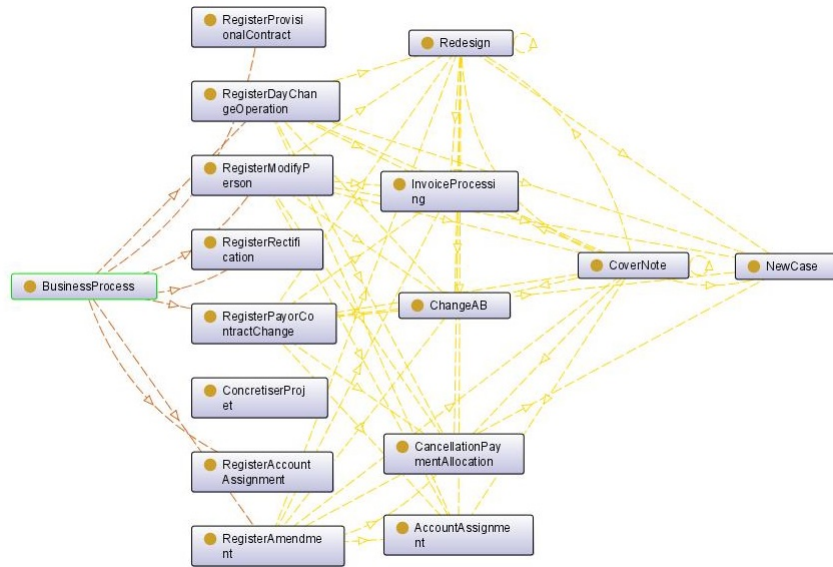 RegisterProvisi
onalContract
Redesign
RegisterDayChan
geOperation
RegisterModifyP
erson
InvoiceProcessi
ng
RegisterRectifi
cation
CoverNote
NewCase
BusinessProcess
RegisterPayorCo
ntractChange
ChangeAB
ConcretiserProj
et
CancellationPay
mentAllocation
RegisterAccount
Assignment
AccountAssignme
nt
RegisterAmendme
nt